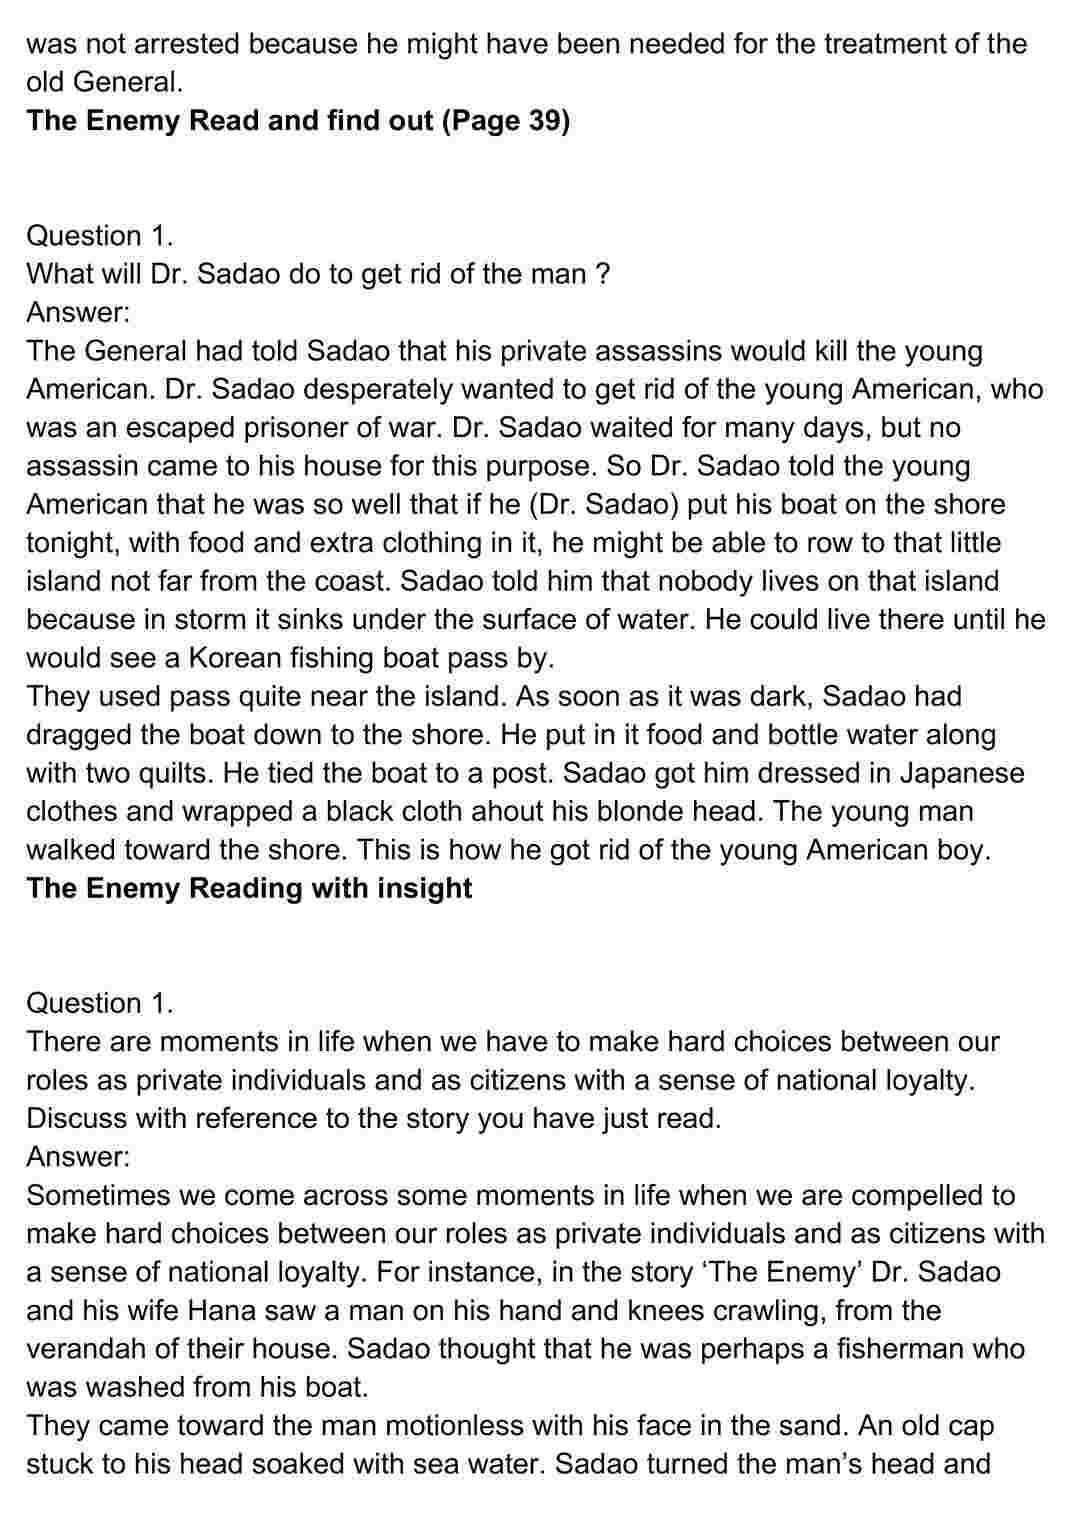 was not arrested because he might have been needed for the treatment of the
old General.
The Enemy Read and find out (Page 39)
Question 1.
What will Dr. Sadao do to get rid of the man ?
Answer:
The General had told Sadao that his private assassins would kill the young
American. Dr. Sadao desperately wanted to get rid of the young American, who
was an escaped prisoner of war. Dr. Sadao waited for many days, but no
assassin came to his house for this purpose. So Dr. Sadao told the young
American that he was so well that if he (Dr. Sadao) put his boat on the shore
tonight, with food and extra clothing in it, he might be able to row to that little
island not far from the coast. Sadao told him that nobody lives on that island
because in storm it sinks under the surface of water. He could live there until he
would see a Korean fishing boat pass by.
They used pass quite near the island. As soon as it was dark, Sadao had
dragged the boat down to the shore. He put in it food and bottle water along
with two quilts. He tied the boat to a post. Sadao got him dressed in Japanese
clothes and wrapped a black cloth ahout his blonde head. The young man
walked toward the shore. This is how he got rid of the young American boy.
The Enemy Reading with insight
Question 1.
There are moments in life when we have to make hard choices between our
roles as private individuals and as citizens with a sense of national loyalty.
Discuss with reference to the story you have just read.
Answer:
Sometimes we come across some moments in life when we are compelled to
make hard choices between our roles as private individuals and as citizens with
a sense of national loyalty. For instance, in the story ‘The Enemy’ Dr. Sadao
and his wife Hana saw a man on his hand and knees crawling, from the
verandah of their house. Sadao thought that he was perhaps a fisherman who
was washed from his boat.
They came toward the man motionless with his face in the sand. An old cap
stuck to his head soaked with sea water. Sadao turned the man’s head and